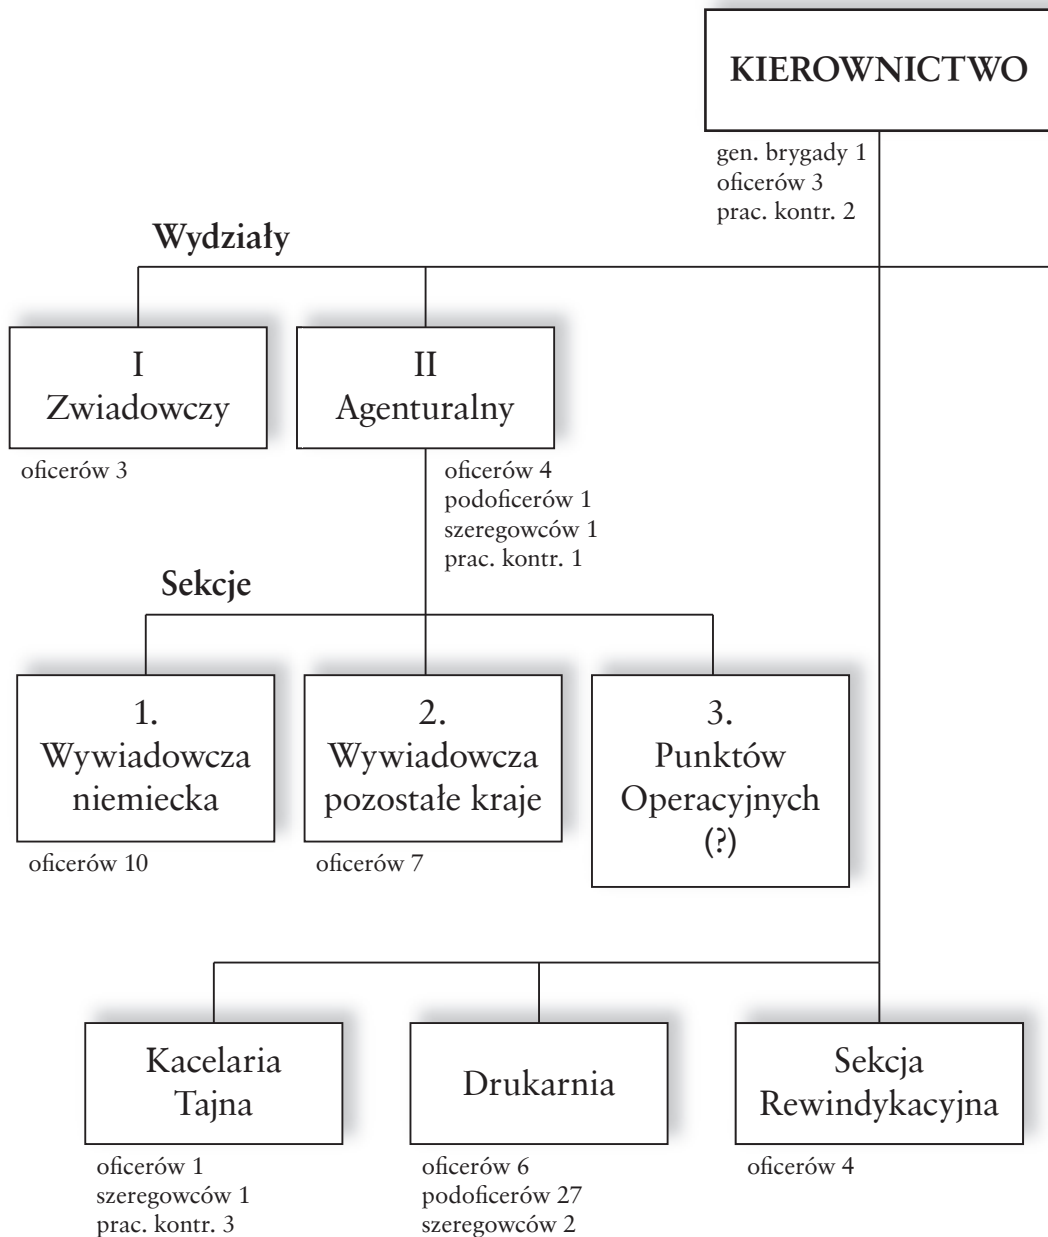 KIEROWNICTWO
gen. brygady 1
oficerów 3
prac. kontr. 2
Wydziały
I
Zwiadowczy
oficerów 3
II
Agenturalny
oficerów 4
podoficerów 1
szeregowców 1
prac. kontr. 1
Sekcje
1.
Wywiadowcza
niemiecka
oficerów 10
2.
Wywiadowcza
pozostałe kraje
oficerów 7
3.
Punktów
Operacyjnych
(?)
Kacelaria
Tajna
oficerów 1
szeregowców 1
prac. kontr. 3
Drukarnia
oficerów 6
podoficerów 27
szeregowców 2
Sekcja
Rewindykacyjna
oficerów 4